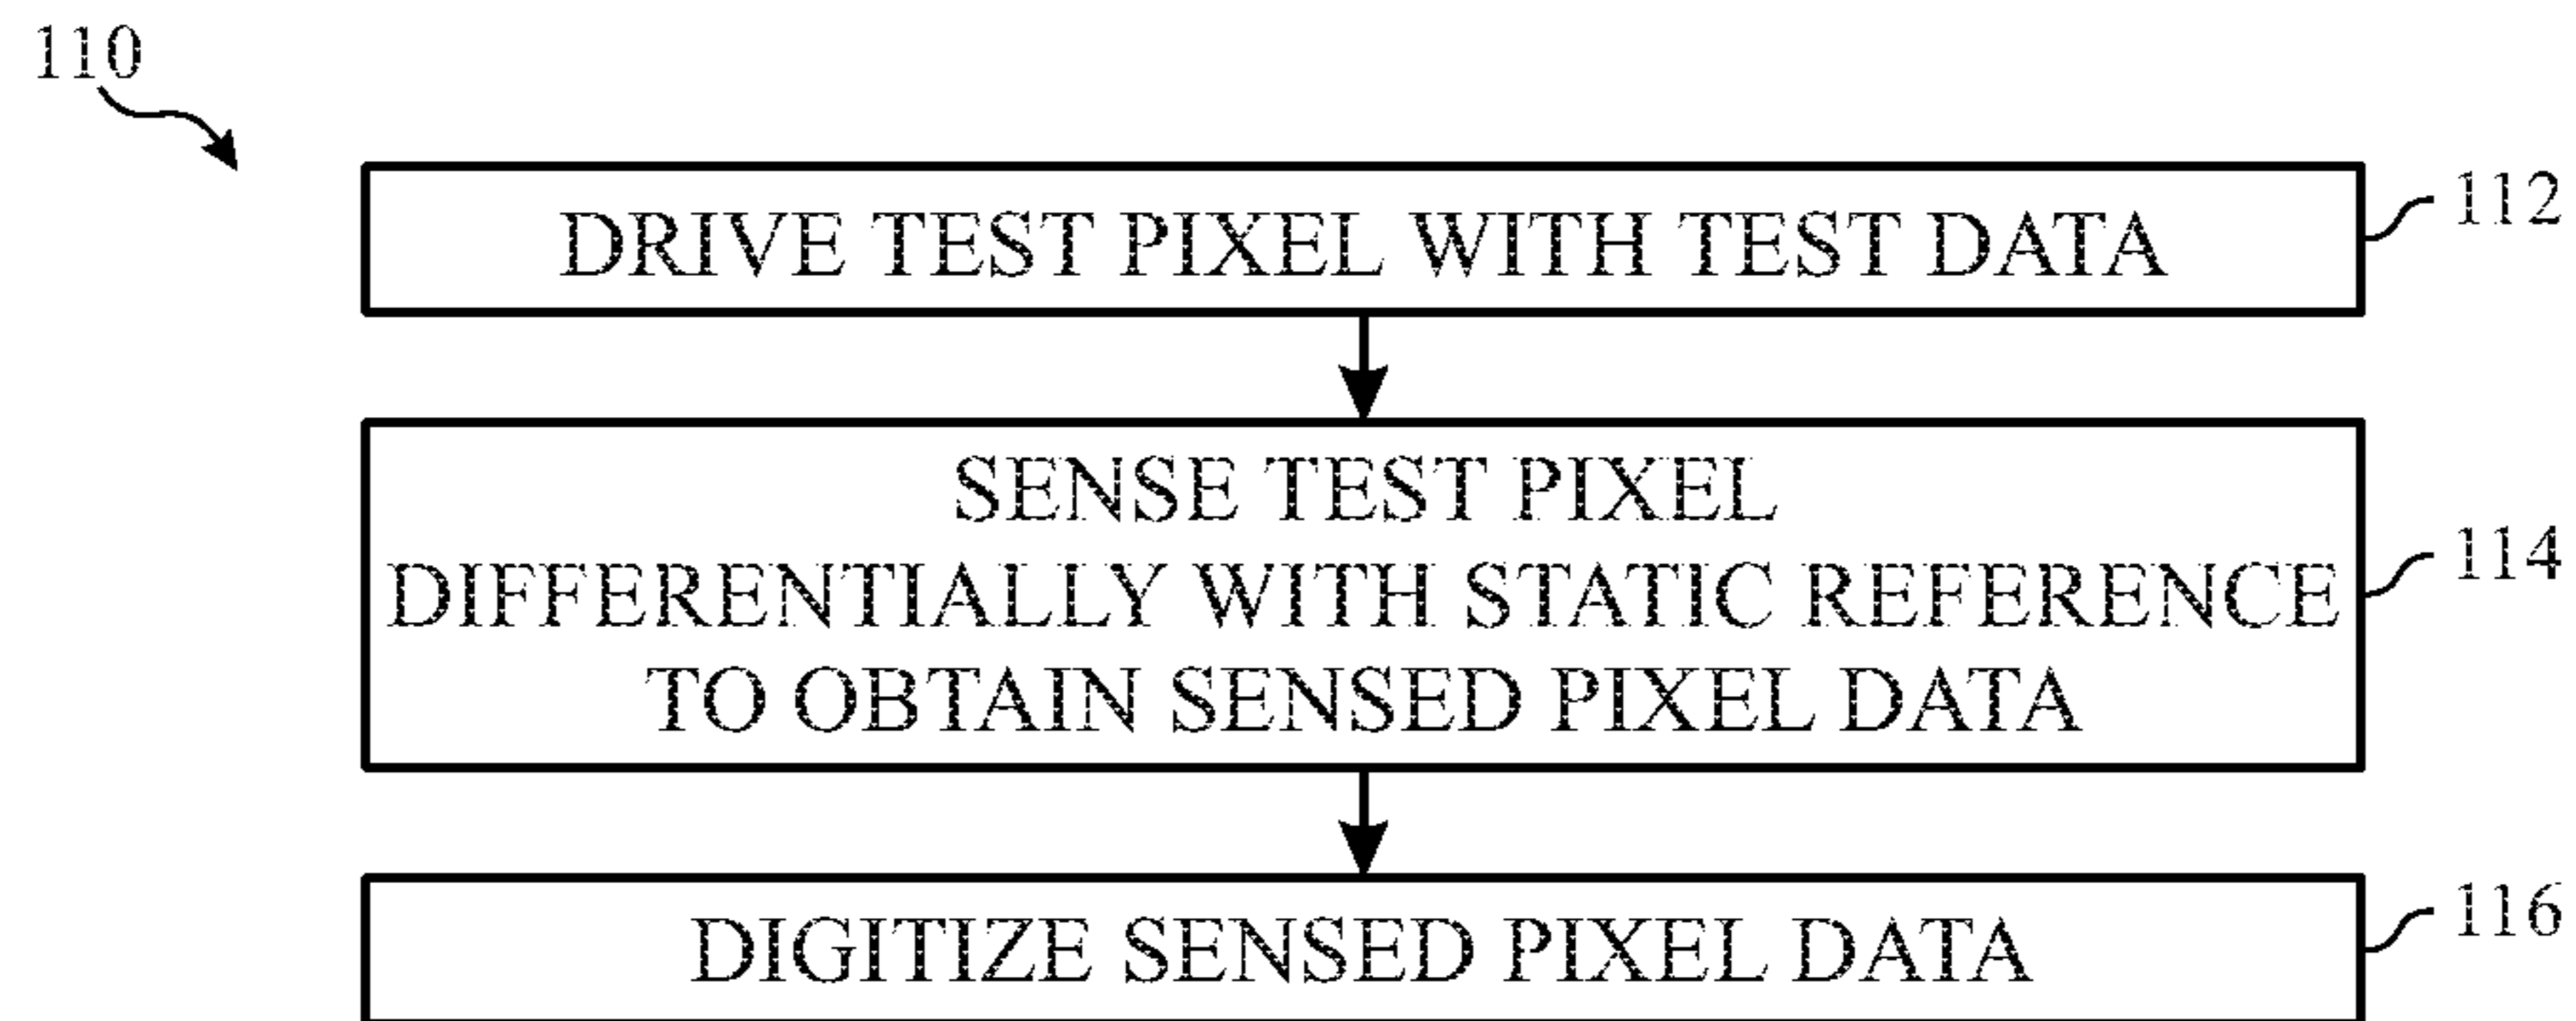 110
DRIVE TEST PIXEL WITH TEST DATA
112
SENSE TEST PIXEL
DIFFERENTIALLY WITH STATIC REFERENCE
TO OBTAIN SENSED PIXEL DATA
114
DIGITIZE SENSED PIXEL DATA
116